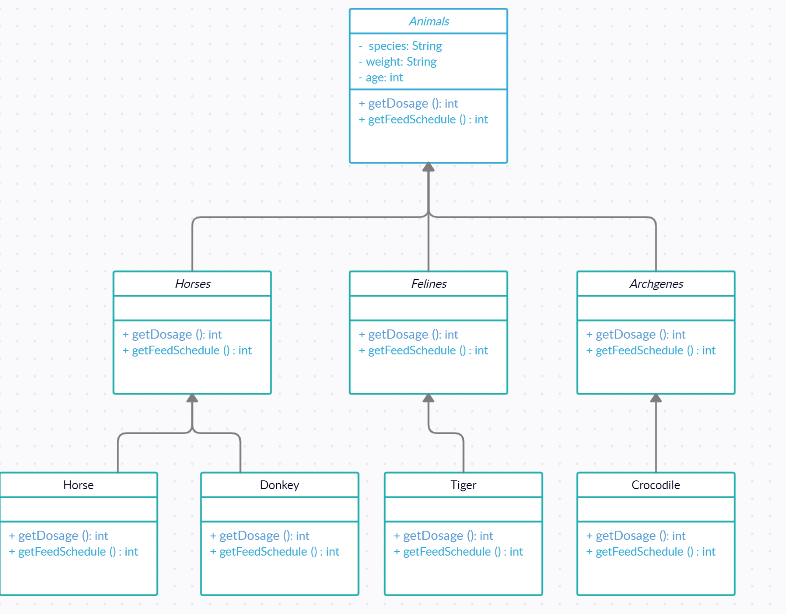 Animals
- species: String
- weight: String
- age: int
+ getDosage (): int
+ getFeedSchedule () : int
Horses
+ getDosage (): int
+ getFeedSchedule () : int
Felines
+ getDosage (): int
+ getFeedSchedule () : int
Archgenes
+ getDosage (): int
+ getFeedSchedule () : int
Horse
+ getDosage (): int
+ getFeedSchedule () : int
Donkey
+ getDosage (): int
+ getFeedSchedule () : int
Tiger
+ getDosage (): int
+ getFeedSchedule () : int
Crocodile
+ getDosage (): int
+ getFeedSchedule () : int